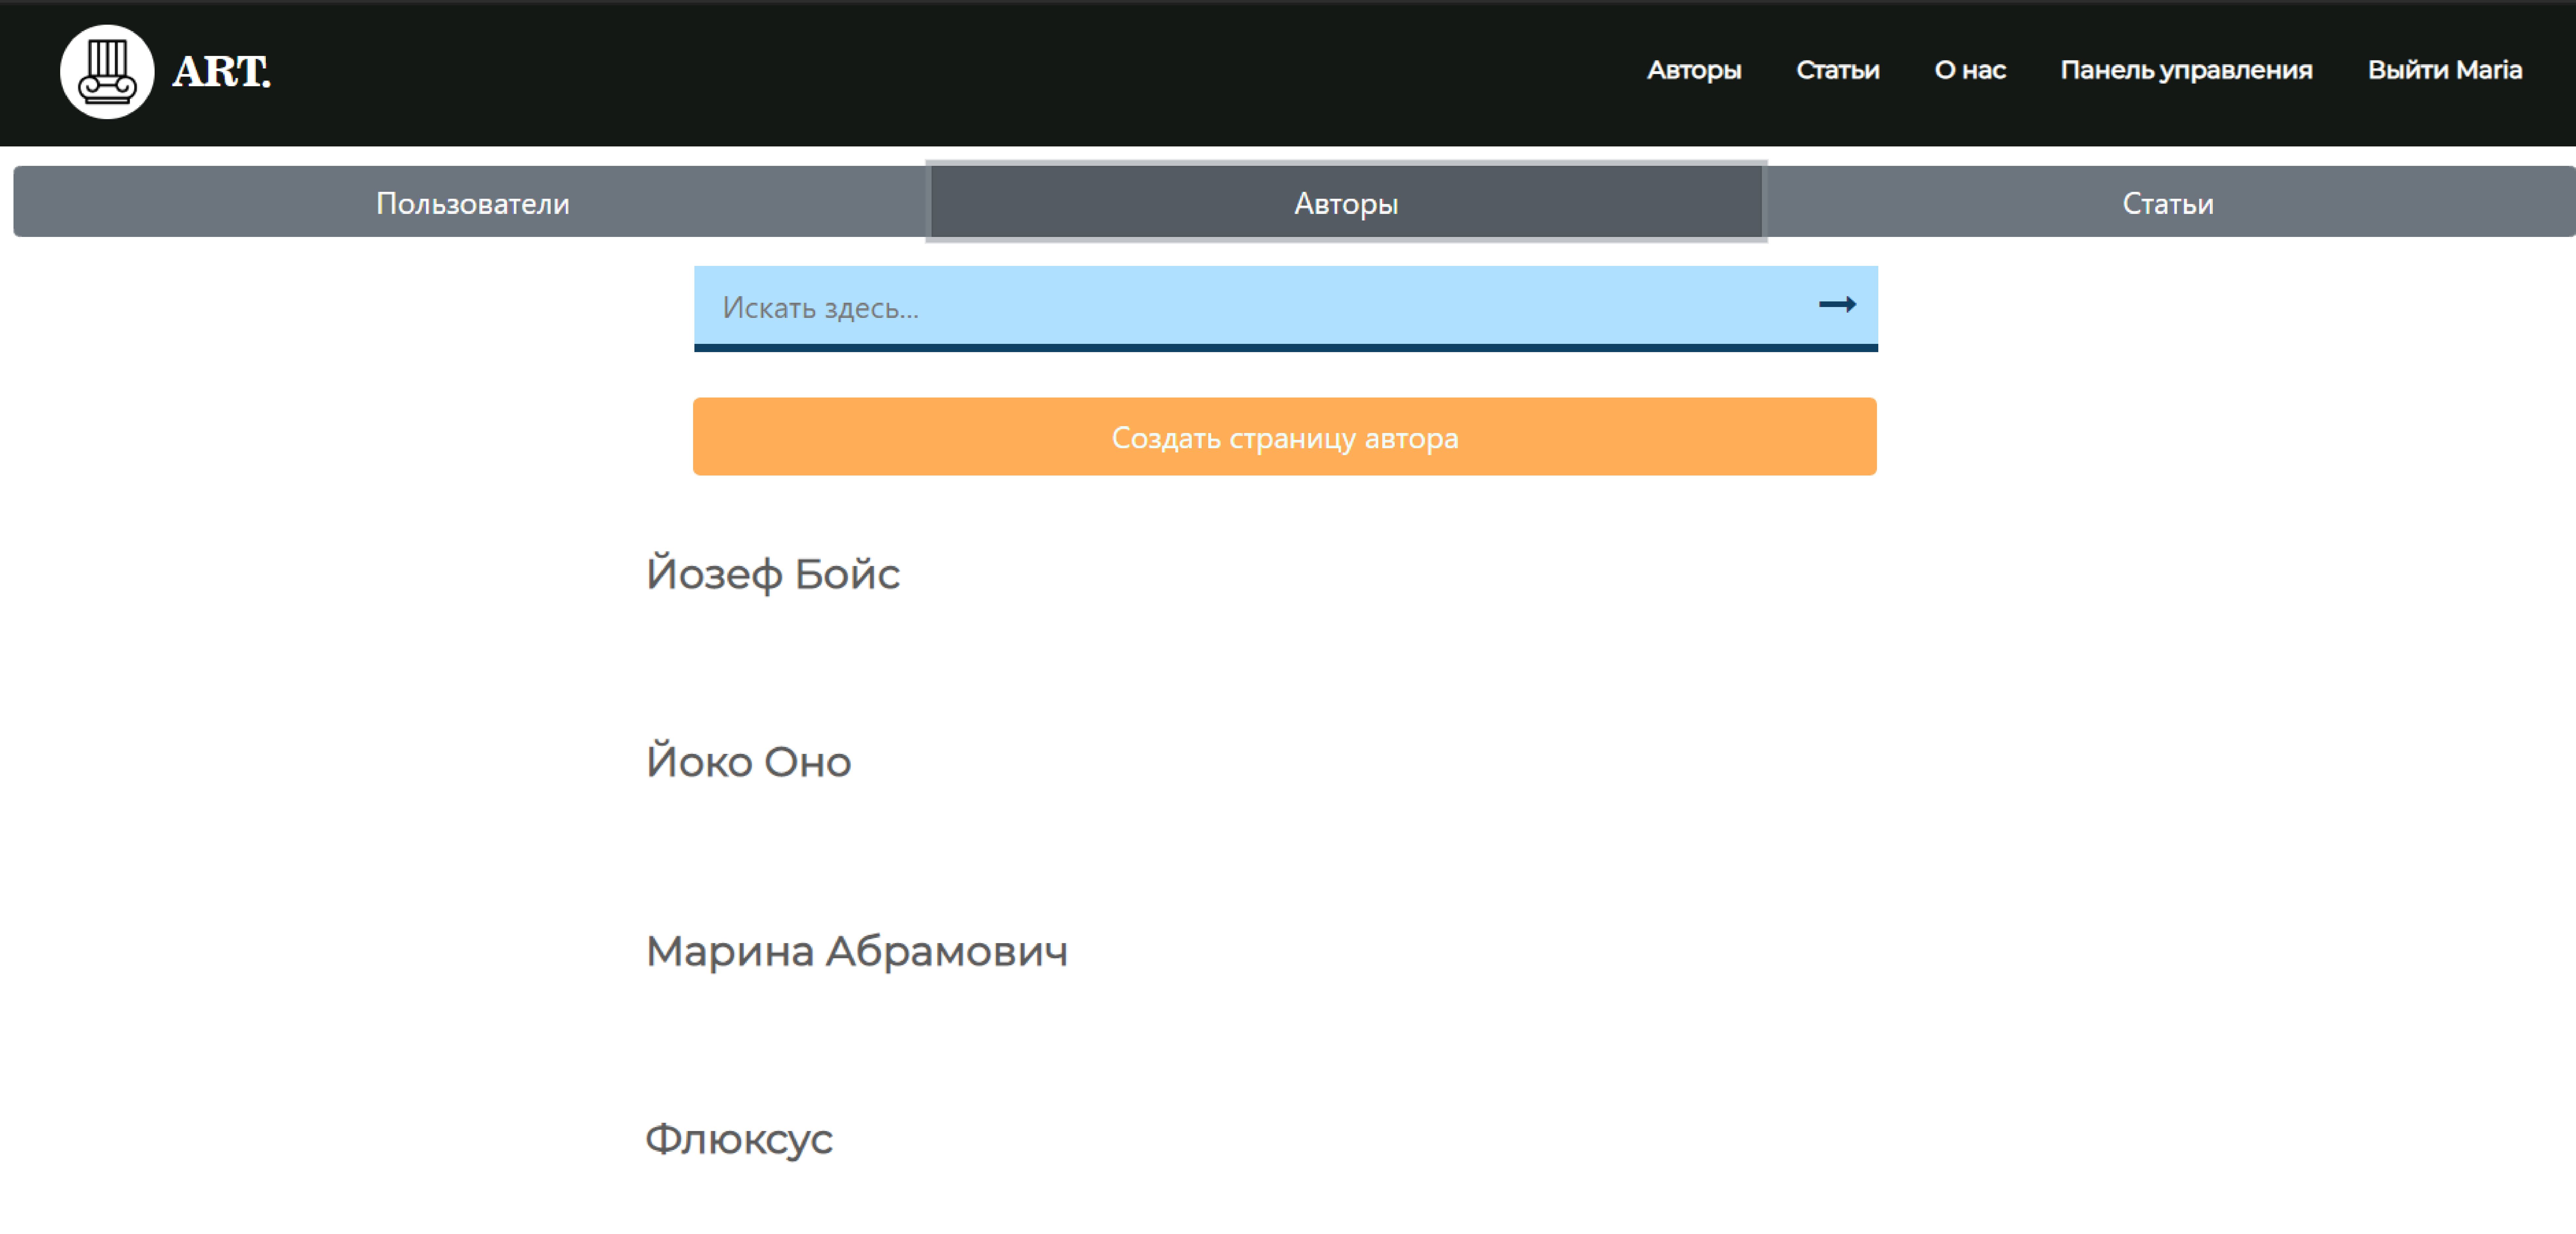 ART.
Авторы Статьи О нас Панель управления Выйти Maria
Пользователи Авторы Статьи
Искать здесь...
Создать страницу автора
Йозеф Бойс
Йоко Оно
Марина Абрамович
Флюксус